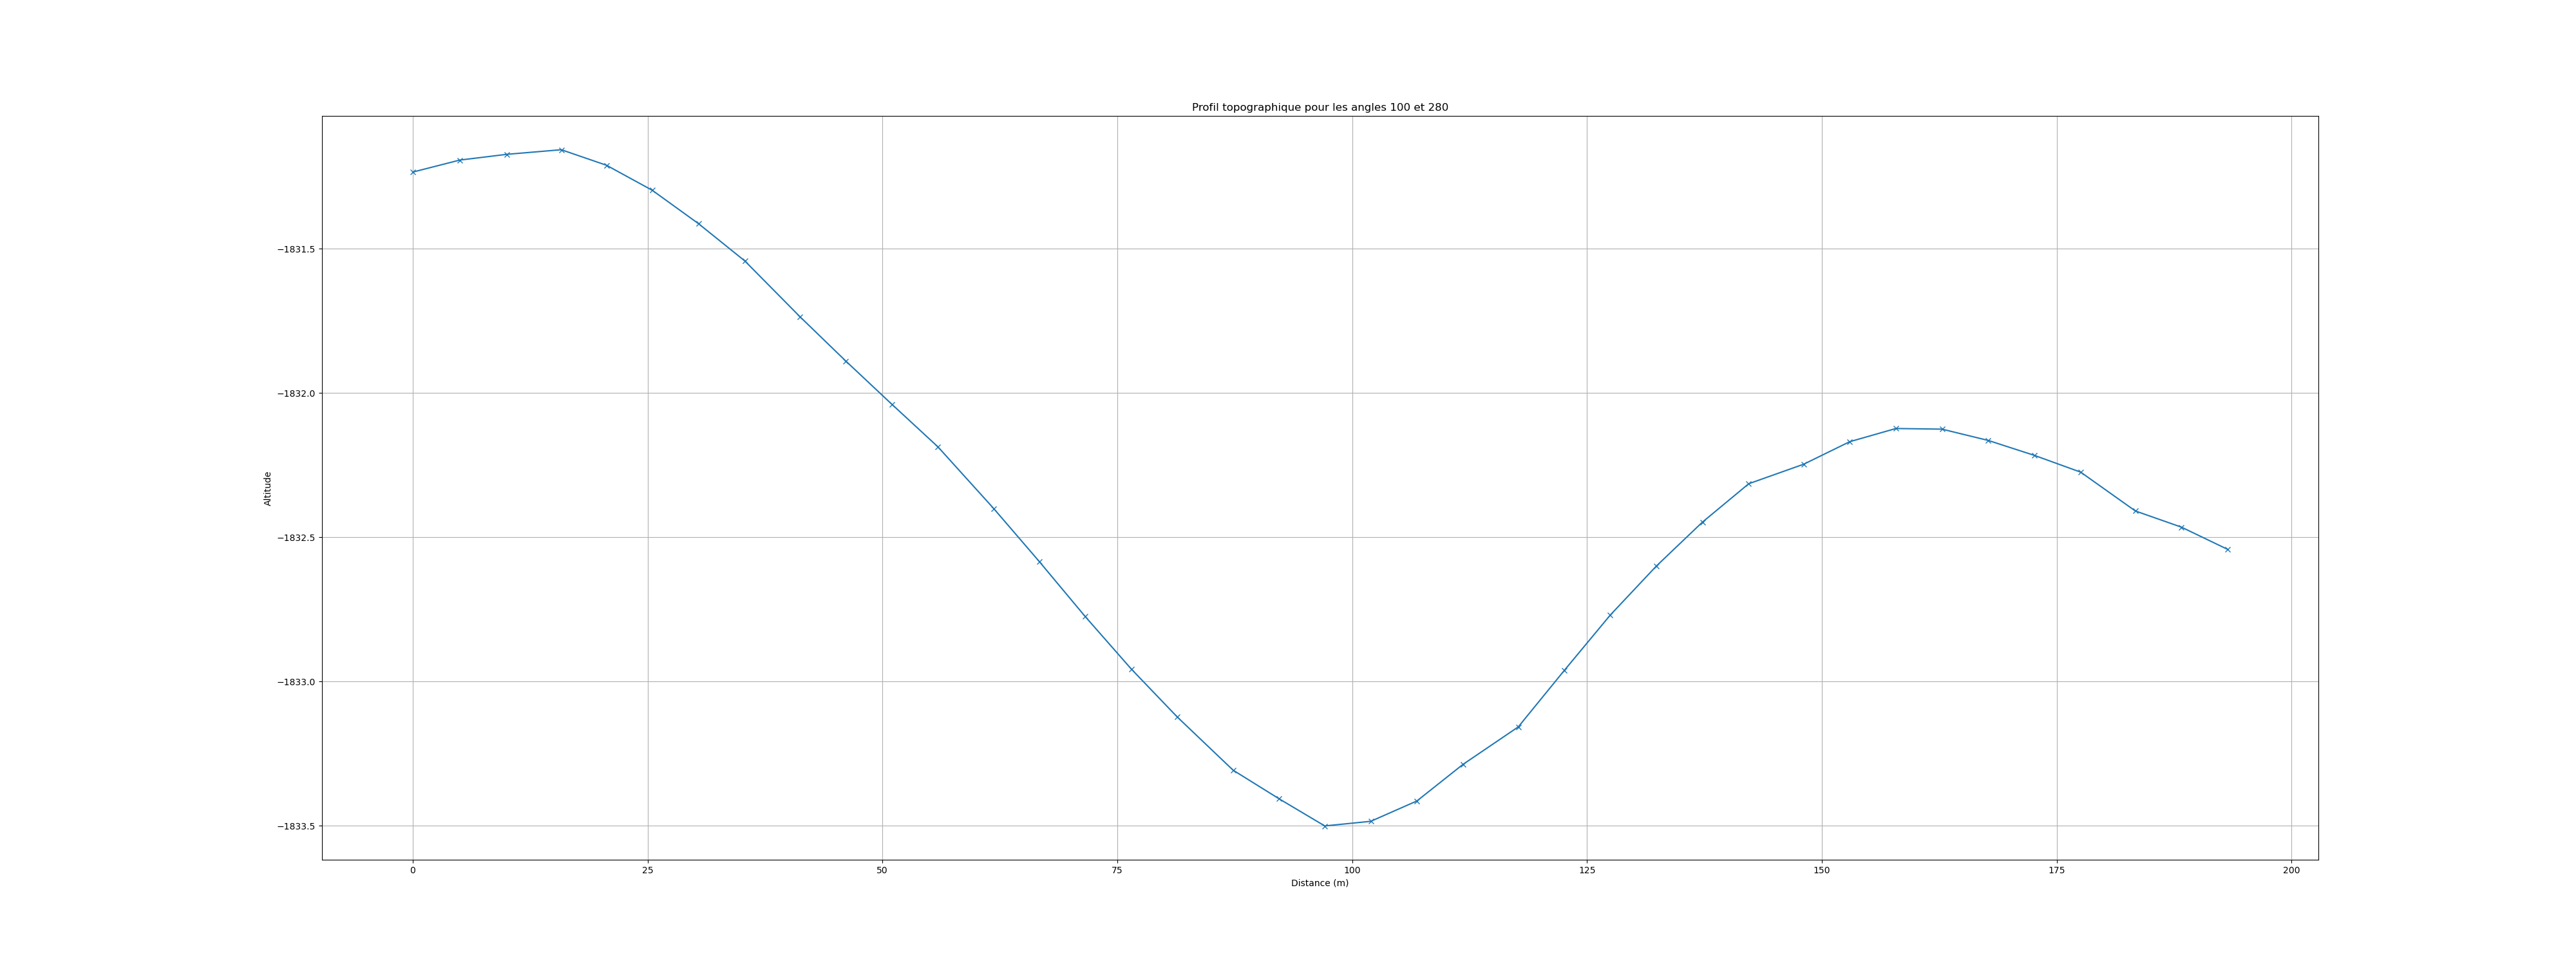 Profil topographique pour les angles 100 et 280
Altitude
−1831.5
−1832.0
−1832.5
−1833.0
−1833.5
0 25 50 75 100 125 150 175 200
Distance (m)